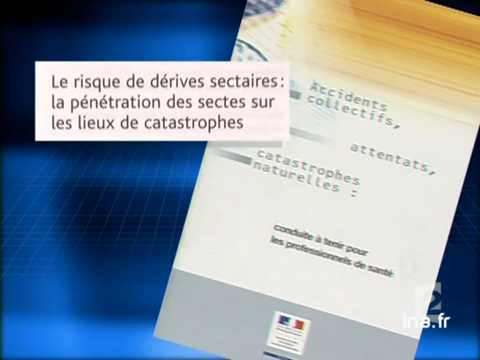 Le risque de dérives sectaires :
la pénétration des sectes sur
les lieux de catastrophes
Accidents
collectifs,
attentats,
catastrophes
naturelles :
conduite à tenir pour
les professionnels de santé
2
ina.fr